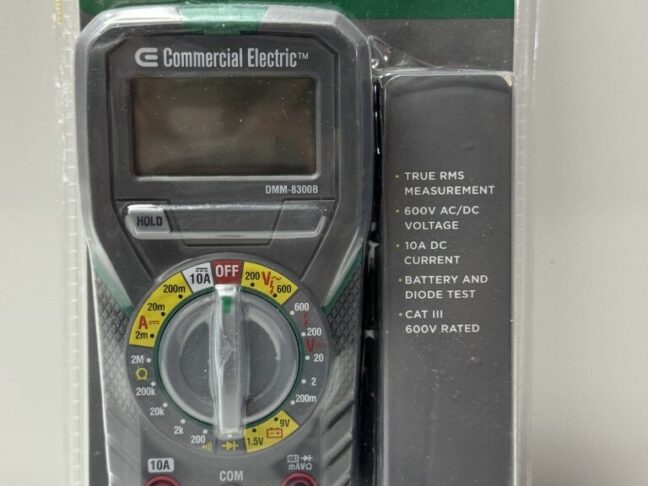 Commercial Electric™
DMM-8300B
HOLD
OFF
10A
200m
20m
A
2m
2M
Ω
200k
20k
2k
200
200 V 600
600
200
V
20
2
200m
9V
1.5V
10A
COM
mAVΩ
• TRUE RMS
MEASUREMENT
• 600V AC/DC
VOLTAGE
• 10A DC
CURRENT
• BATTERY AND
DIODE TEST
• CAT III
600V RATED